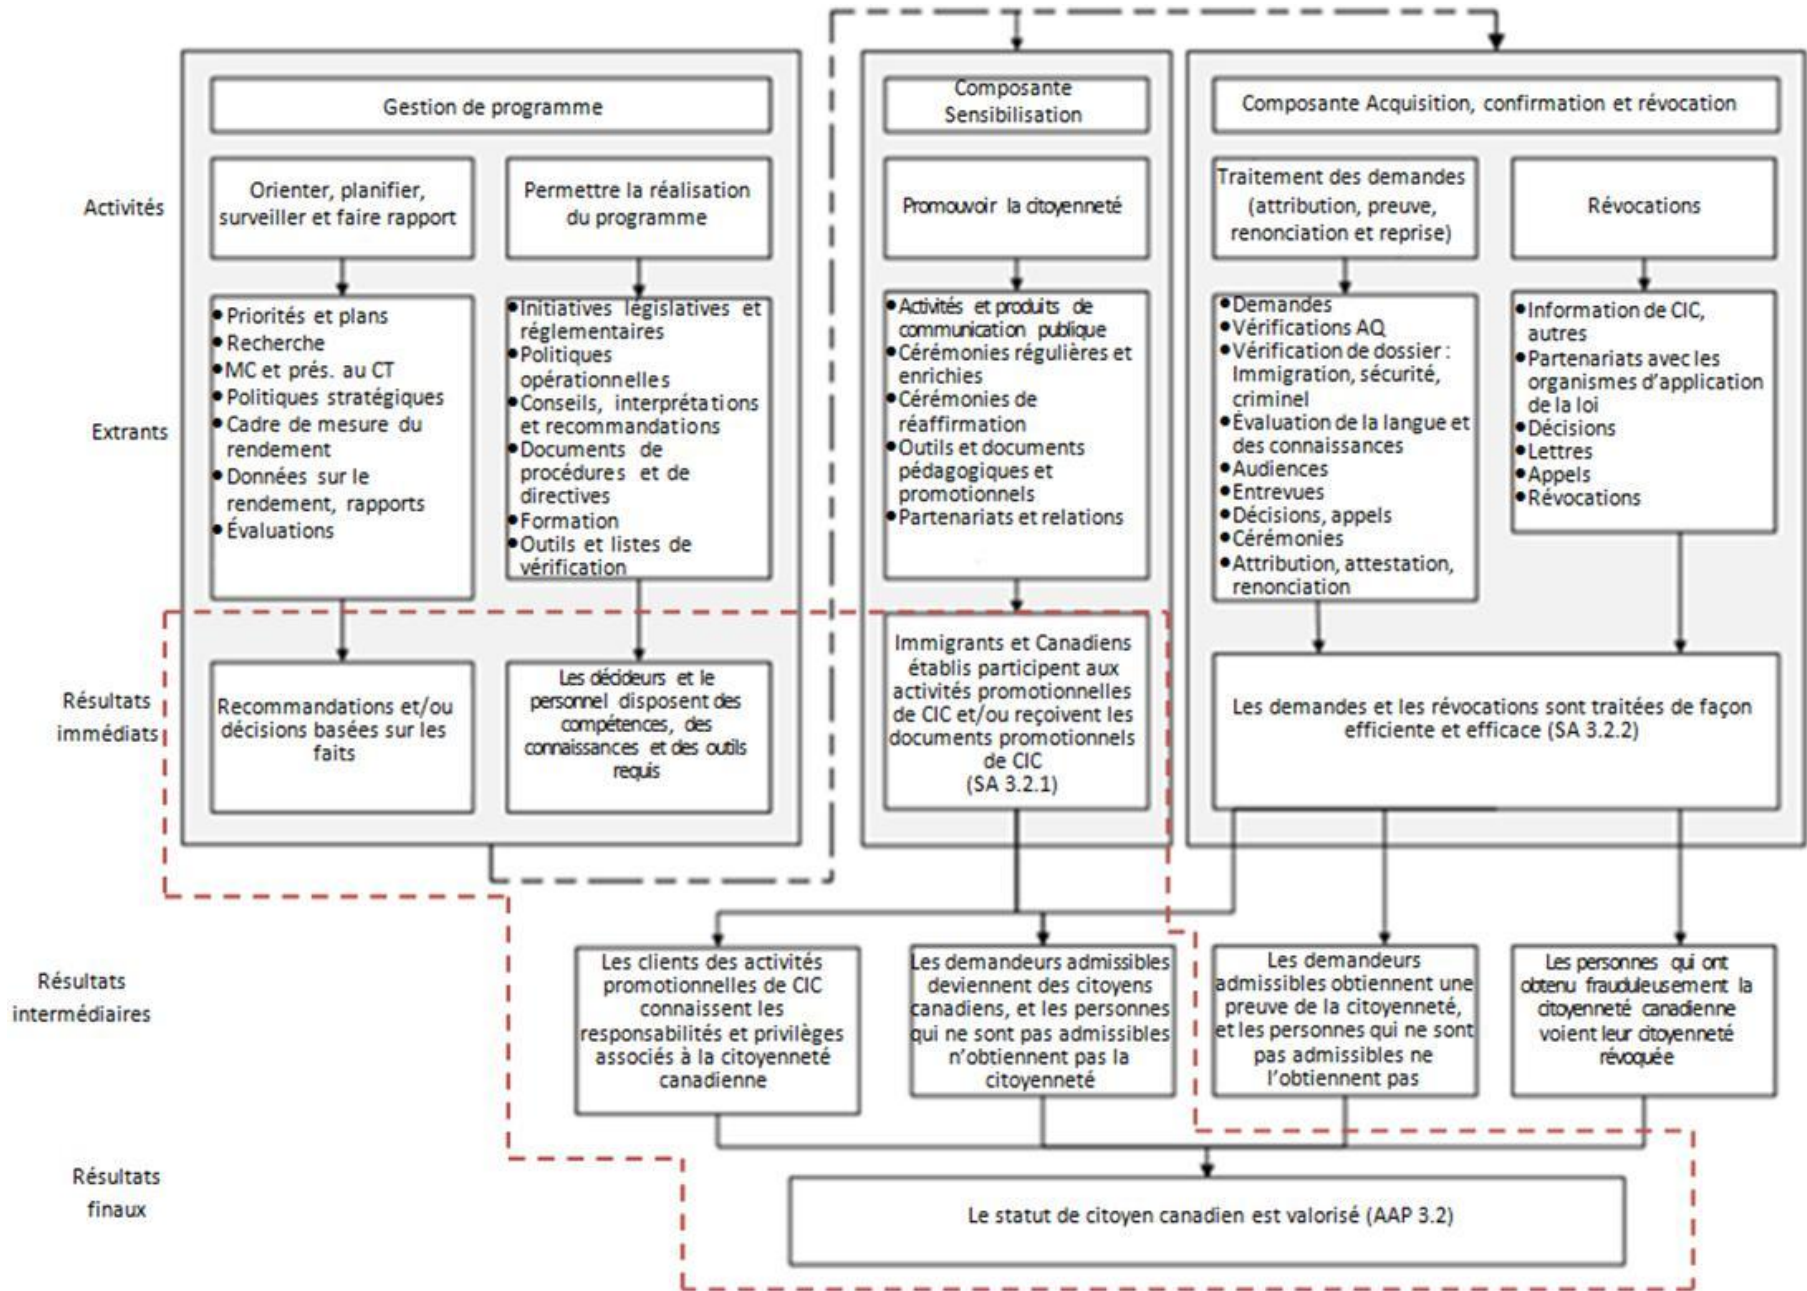 Gestion de programme
Composante
Sensibilisation
Composante Acquisition, confirmation et révocation
Activités
Orienter, planifier,
surveiller et faire rapport
Permettre la réalisation
du programme
Promouvoir la citoyenneté
Traitement des demandes
(attribution, preuve,
renonciation et reprise)
Révocations
Extrants
●Priorités et plans
●Recherche
●MC et prés. au CT
●Politiques stratégiques
●Cadre de mesure du
rendement
●Données sur le
rendement, rapports
●Évaluations
●Initiatives législatives et
réglementaires
●Politiques
opérationnelles
●Conseils, interprétations
et recommandations
●Documents de
procédures et de
directives
●Formation
●Outils et listes de
vérification
●Activités et produits de
communication publique
●Cérémonies régulières et
enrichies
●Cérémonies de
réaffirmation
●Outils et documents
pédagogiques et
promotionnels
●Partenariats et relations
●Demandes
●Vérifications AQ
●Vérification de dossier :
Immigration, sécurité,
criminel
●Évaluation de la langue et
des connaissances
●Audiences
●Entrevues
●Décisions, appels
●Cérémonies
●Attribution, attestation,
renonciation
●Information de CIC,
autres
●Partenariats avec les
organismes d’application
de la loi
●Décisions
●Lettres
●Appels
●Révocations
Résultats
immédiats
Recommandations et/ou
décisions basées sur les
faits
Les décideurs et le
personnel disposent des
compétences, des
connaissances et des outils
requis
Immigrants et Canadiens
établis participent aux
activités promotionnelles
de CIC et/ou reçoivent les
documents promotionnels
de CIC
(SA 3.2.1)
Les demandes et les révocations sont traitées de façon
efficiente et efficace (SA 3.2.2)
Résultats
intermédiaires
Les clients des activités
promotionnelles de CIC
connaissent les
responsabilités et privilèges
associés à la citoyenneté
canadienne
Les demandeurs admissibles
deviennent des citoyens
canadiens, et les personnes
qui ne sont pas admissibles
n’obtiennent pas la
citoyenneté
Les demandeurs
admissibles obtiennent une
preuve de la citoyenneté,
et les personnes qui ne sont
pas admissibles ne
l’obtiennent pas
Les personnes qui ont
obtenu frauduleusement la
citoyenneté canadienne
voient leur citoyenneté
révoquée
Résultats
finaux
Le statut de citoyen canadien est valorisé (AAP 3.2)